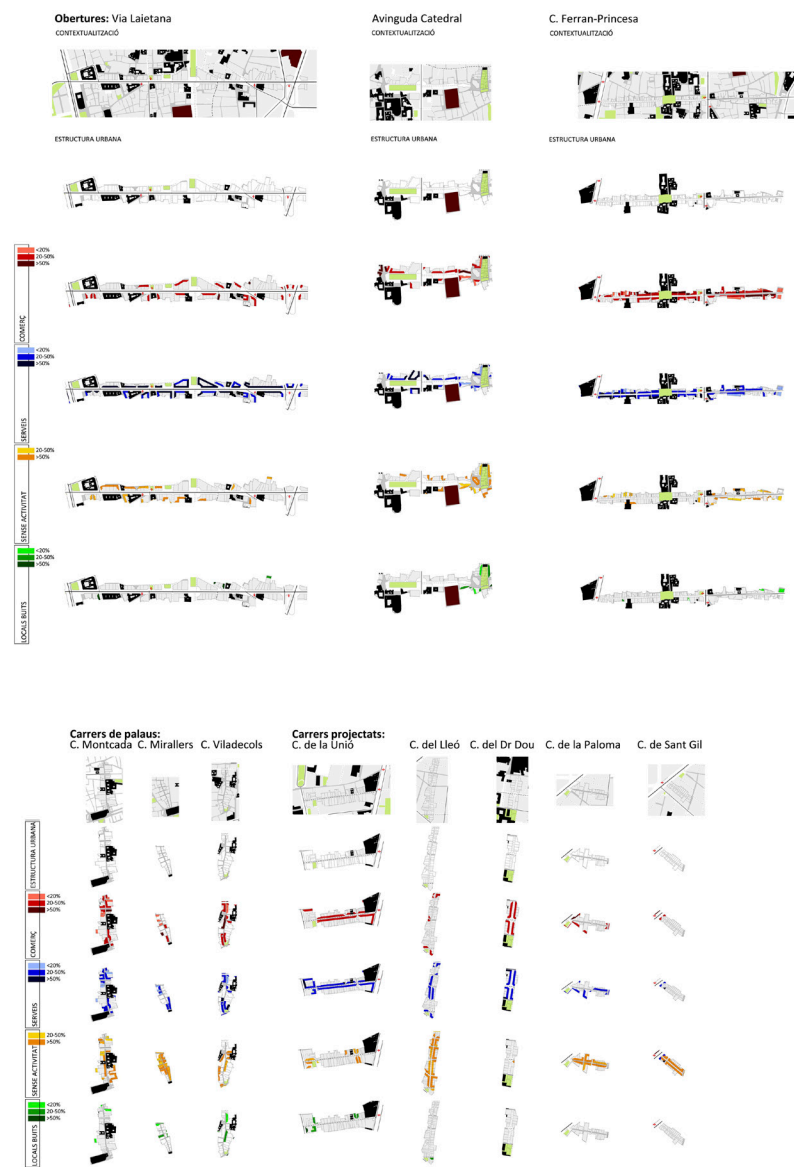 Obertures: Via Laietana
CONTEXTUALITZACIÓ
Avinguda Catedral
CONTEXTUALITZACIÓ
C. Ferran-Princesa
CONTEXTUALITZACIÓ
ESTRUCTURA URBANA
ESTRUCTURA URBANA
ESTRUCTURA URBANA
COMERÇ
<20%
20-50%
>50%
SERVEIS
<20%
20-50%
>50%
SENSE ACTIVITAT
20-50%
>50%
LOCALS BUITS
<20%
20-50%
>50%
Carrers de palaus:
C. Montcada
C. Mirallers
C. Viladecols
Carrers projectats:
C. de la Unió
C. del Lleó
C. del Dr Dou
C. de la Paloma
C. de Sant Gil
ESTRUCTURA URBANA
COMERÇ
<20%
20-50%
>50%
SERVEIS
<20%
20-50%
>50%
SENSE ACTIVITAT
20-50%
>50%
LOCALS BUITS
<20%
20-50%
>50%